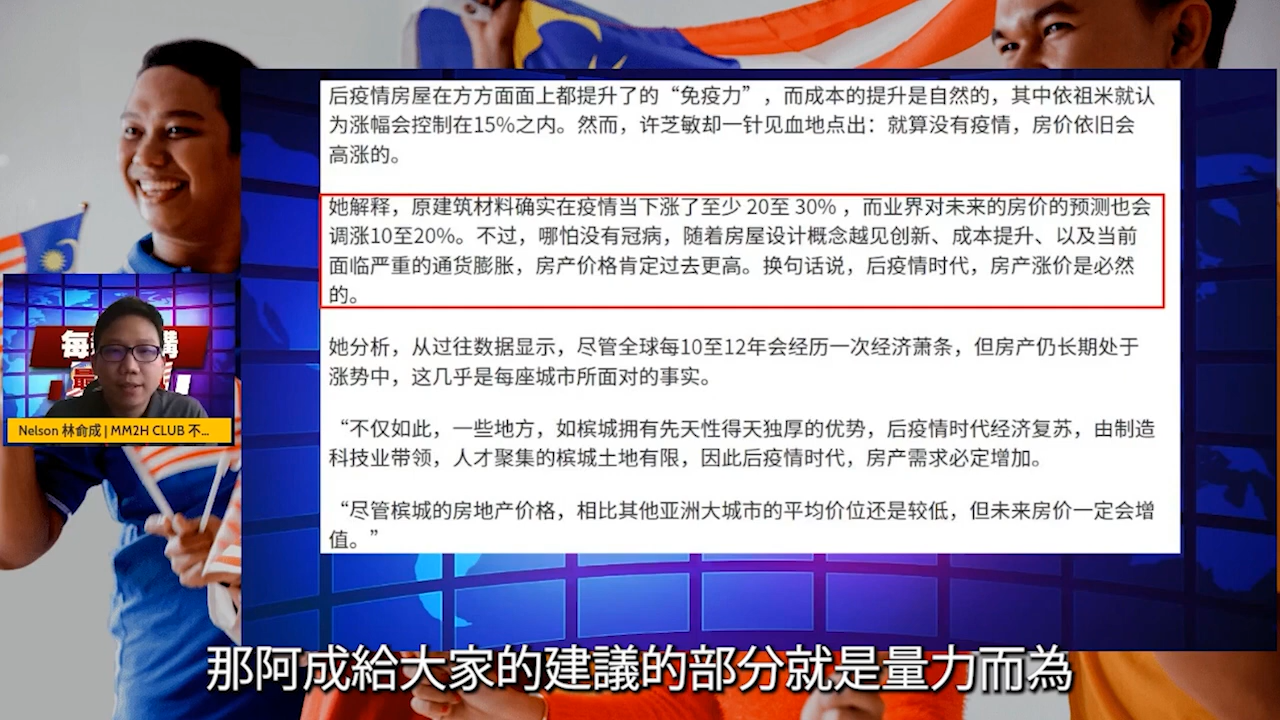 后疫情房屋在方方面面上都提升了的“免疫力”，而成本的提升是自然的，其中依祖米就认
为涨幅会控制在15%之内。然而，许芝敏却一针见血地点出：就算没有疫情，房价依旧会
高涨的。
她解释，原建筑材料确实在疫情当下涨了至少 20至 30% ，而业界对未来的房价的预测也会
调涨10至20%。不过，哪怕没有冠病，随着房屋设计概念越见创新、成本提升、以及当前
面临严重的通货膨胀，房产价格肯定过去更高。换句话说，后疫情时代，房产涨价是必然
的。
她分析，从过往数据显示，尽管全球每10至12年会经历一次经济萧条，但房产仍长期处于
涨势中，这几乎是每座城市所面对的事实。
“不仅如此，一些地方，如槟城拥有先天性得天独厚的优势，后疫情时代经济复苏，由制造
科技业带领，人才聚集的槟城土地有限，因此后疫情时代，房产需求必定增加。
“尽管槟城的房地产价格，相比其他亚洲大城市的平均价位还是较低，但未来房价一定会增
值。”
每
講
Nelson 林俞成 | MM2H CLUB 不...
那阿成給大家的建議的部分就是量力而為